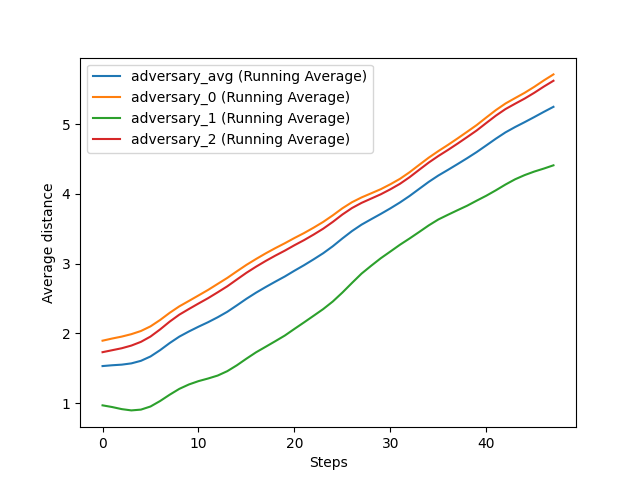 adversary_avg (Running Average)
adversary_0 (Running Average)
adversary_1 (Running Average)
adversary_2 (Running Average)
Average distance
5
4
3
2
1
0 10 20 30 40
Steps